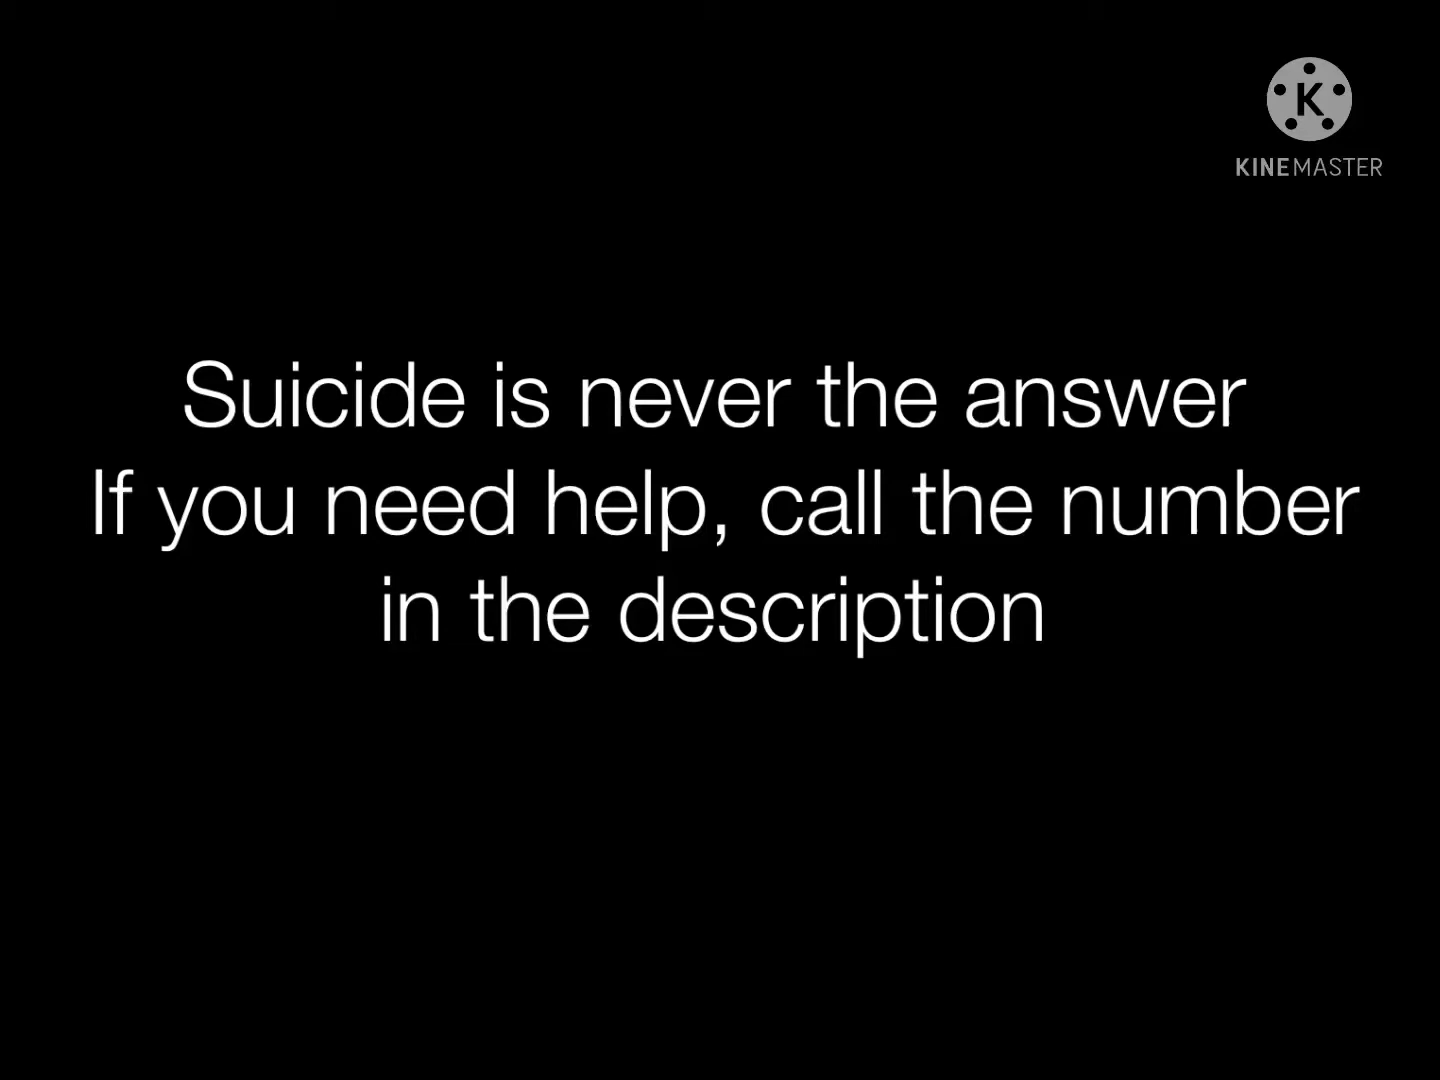 K
KINEMASTER
Suicide is never the answer
If you need help, call the number
in the description